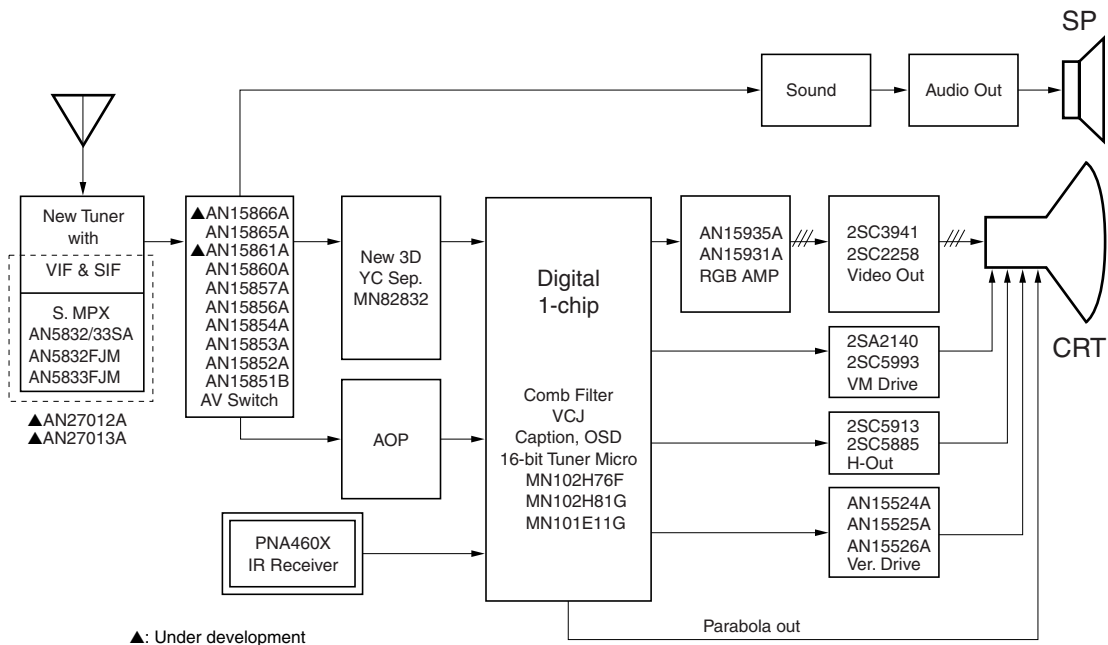 SP
Sound
Audio Out
New Tuner
with
VIF & SIF
S. MPX
AN5832/33SA
AN5832FJM
AN5833FJM
▲AN27012A
▲AN27013A
▲AN15866A
AN15865A
▲AN15861A
AN15860A
AN15857A
AN15856A
AN15854A
AN15853A
AN15852A
AN15851B
AV Switch
New 3D
YC Sep.
MN82832
AOP
PNA460X
IR Receiver
Digital
1-chip
Comb Filter
VCJ
Caption, OSD
16-bit Tuner Micro
MN102H76F
MN102H81G
MN101E11G
AN15935A
AN15931A
RGB AMP
2SC3941
2SC2258
Video Out
CRT
2SA2140
2SC5993
VM Drive
2SC5913
2SC5885
H-Out
AN15524A
AN15525A
AN15526A
Ver. Drive
Parabola out
▲: Under development